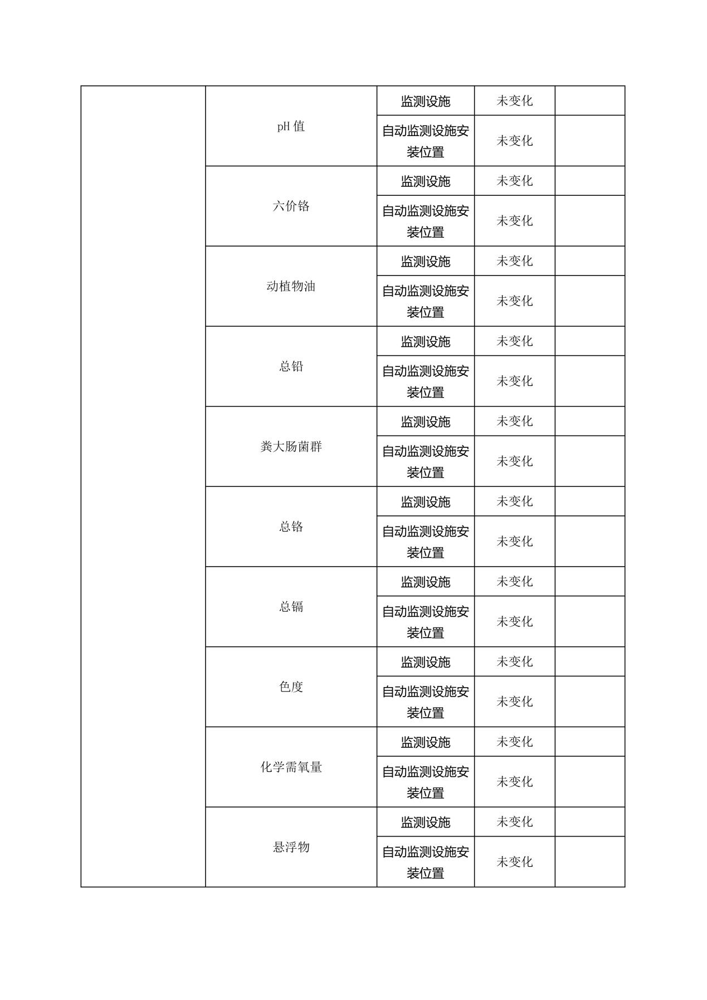 pH 值
监测设施
未变化
自动监测设施安
装位置
未变化
六价铬
监测设施
未变化
自动监测设施安
装位置
未变化
动植物油
监测设施
未变化
自动监测设施安
装位置
未变化
总铅
监测设施
未变化
自动监测设施安
装位置
未变化
粪大肠菌群
监测设施
未变化
自动监测设施安
装位置
未变化
总铬
监测设施
未变化
自动监测设施安
装位置
未变化
总镉
监测设施
未变化
自动监测设施安
装位置
未变化
色度
监测设施
未变化
自动监测设施安
装位置
未变化
化学需氧量
监测设施
未变化
自动监测设施安
装位置
未变化
悬浮物
监测设施
未变化
自动监测设施安
装位置
未变化